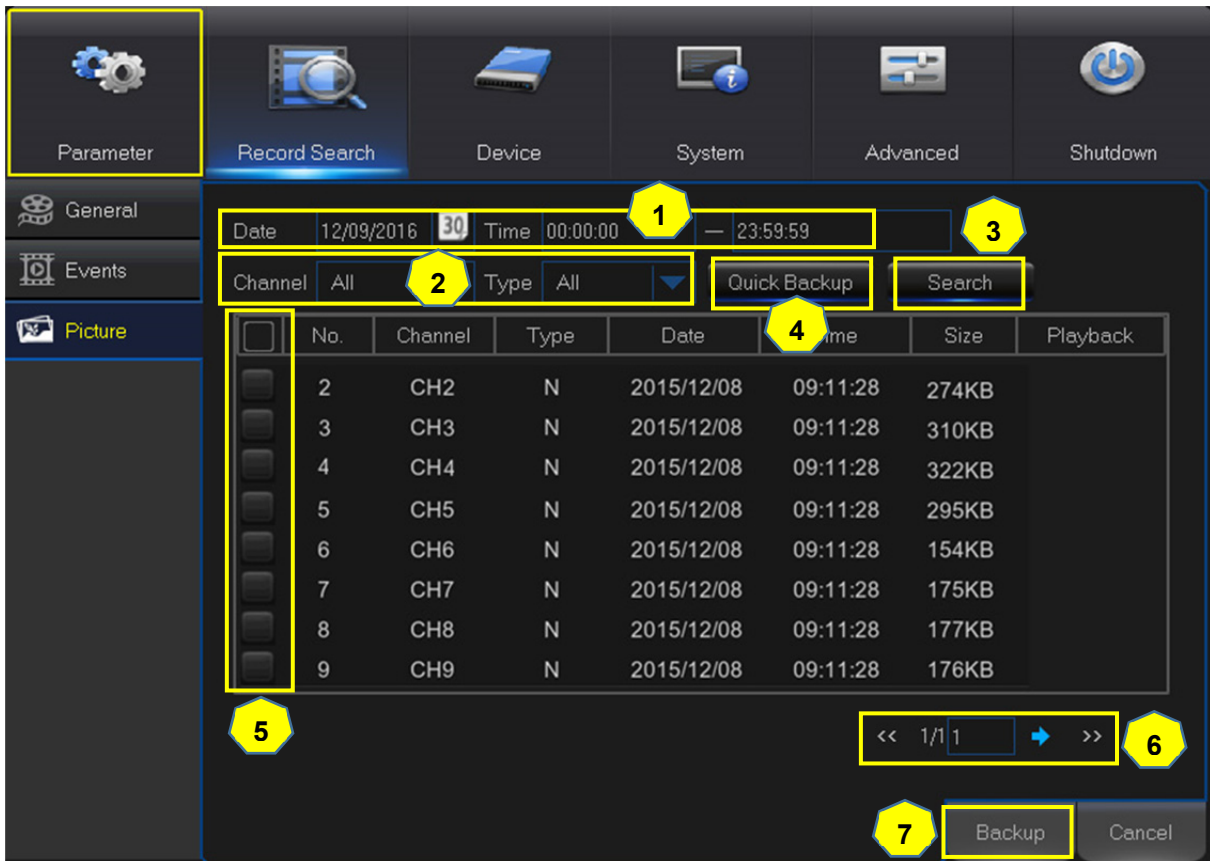 Parameter Record Search Device System Advanced Shutdown
General
Events
Picture
Date 12/09/2016 30 Time 00:00:00 1 — 23:59:59 3
Channel All 2 Type All Quick Backup Search
No. Channel Type Date 4 me Size Playback
2 CH2 N 2015/12/08 09:11:28 274KB
3 CH3 N 2015/12/08 09:11:28 310KB
4 CH4 N 2015/12/08 09:11:28 322KB
5 CH5 N 2015/12/08 09:11:28 295KB
6 CH6 N 2015/12/08 09:11:28 154KB
7 CH7 N 2015/12/08 09:11:28 175KB
8 CH8 N 2015/12/08 09:11:28 177KB
9 CH9 N 2015/12/08 09:11:28 176KB
5
<< 1/1 1 >> 6
7 Backup Cancel